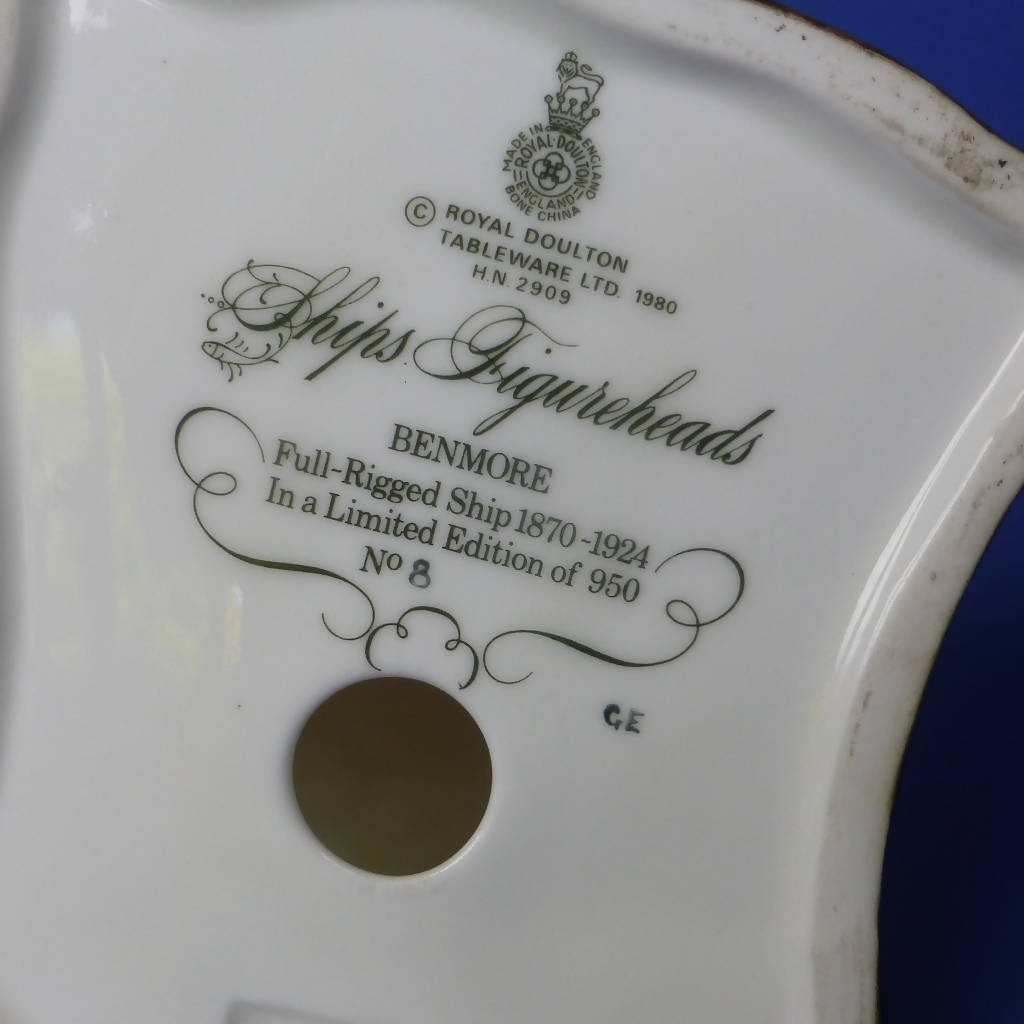 MADE IN ENGLAND
ROYAL·DOULTON
ENGLAND
BONE CHINA
© ROYAL DOULTON
TABLEWARE LTD. 1980
H.N. 2909
Ships Figureheads
BENMORE
Full-Rigged Ship 1870-1924
In a Limited Edition of 950
No 8
GE